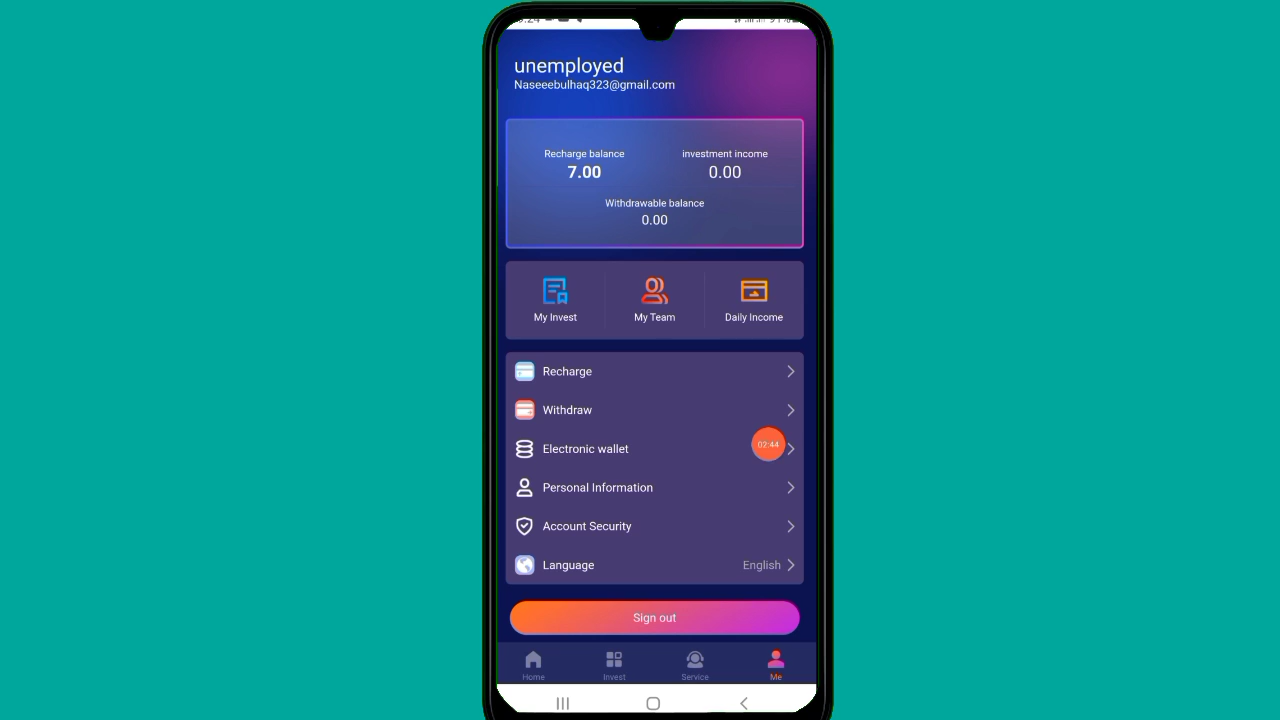 unemployed
Naseeebulhaq323@gmail.com
Recharge balance
investment income
7.00
0.00
Withdrawable balance
0.00
My Invest
My Team
Daily Income
Recharge
Withdraw
Electronic wallet
02:44
Personal Information
Account Security
Language
English
Sign out
Home
Invest
Service
Me